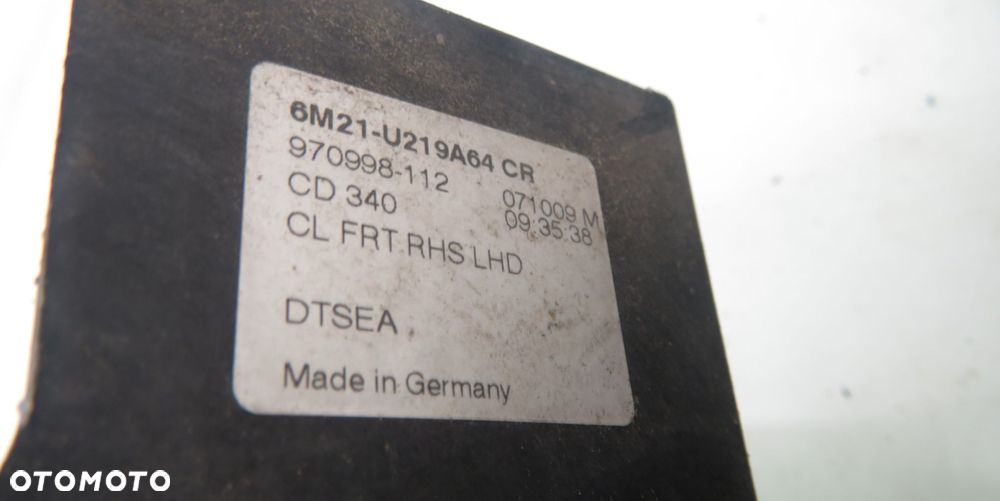 6M21-U219A64 CR
970998-112 071009 M
CD 340 09:35:38
CL FRT RHS LHD
DTSEA
Made in Germany
OTOMOTO